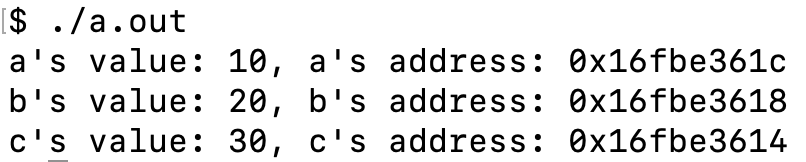 $ ./a.out
a's value: 10, a's address: 0x16fbe361c
b's value: 20, b's address: 0x16fbe3618
c's value: 30, c's address: 0x16fbe3614